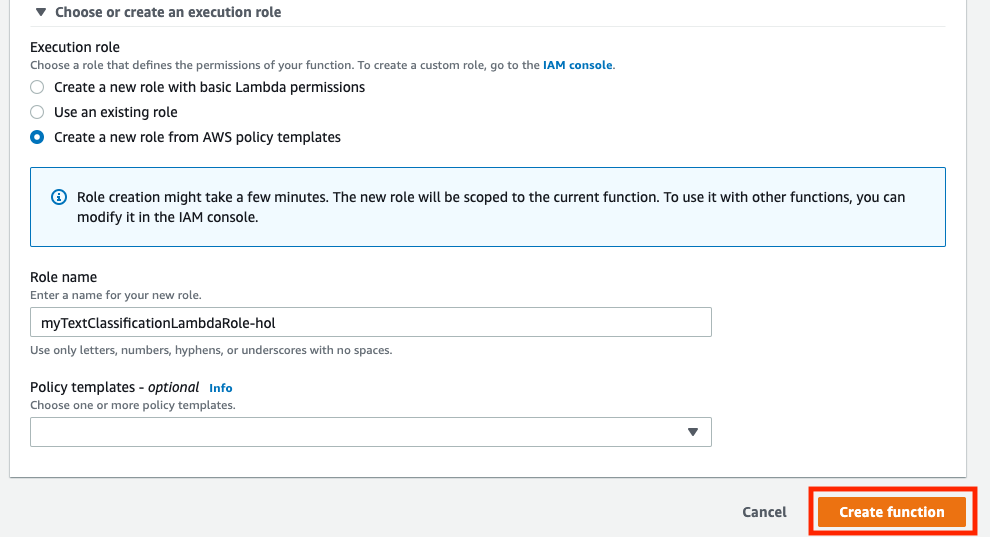 Choose or create an execution role
Execution role
Choose a role that defines the permissions of your function. To create a custom role, go to the IAM console.
Create a new role with basic Lambda permissions
Use an existing role
Create a new role from AWS policy templates
Role creation might take a few minutes. The new role will be scoped to the current function. To use it with other functions, you can
modify it in the IAM console.
Role name
Enter a name for your new role.
myTextClassificationLambdaRole-hol
Use only letters, numbers, hyphens, or underscores with no spaces.
Policy templates - optional Info
Choose one or more policy templates.
Cancel Create function